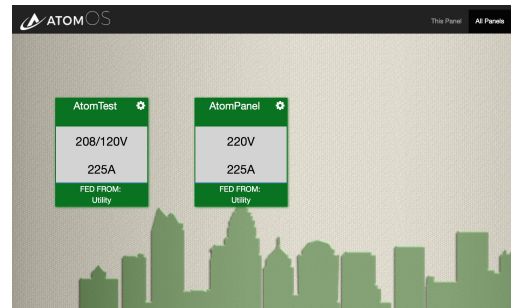 ATOMOS
This Panel
All Panels
AtomTest
208/120V
225A
FED FROM:
Utility
AtomPanel
220V
225A
FED FROM:
Utility